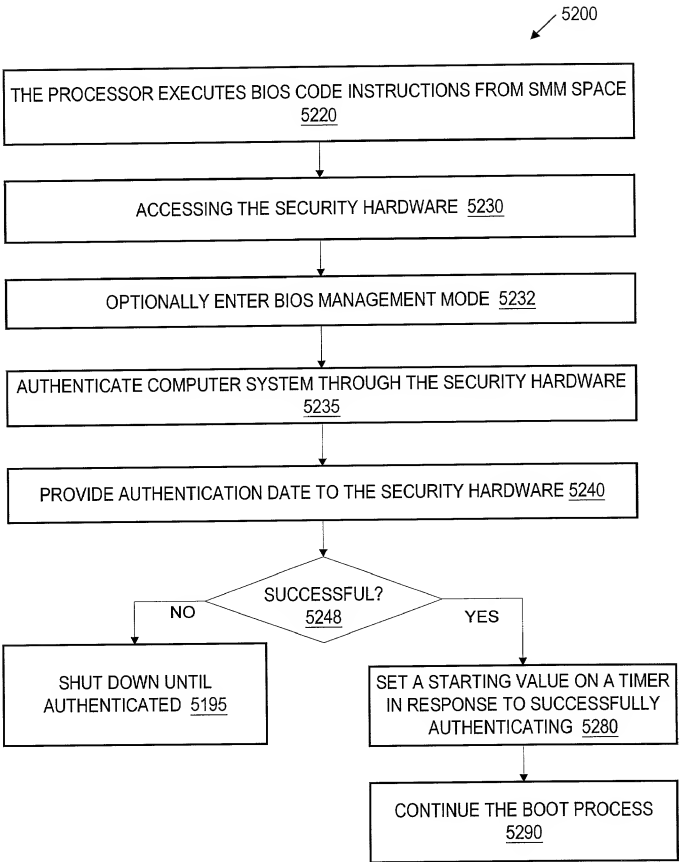 5200
THE PROCESSOR EXECUTES BIOS CODE INSTRUCTIONS FROM SMM SPACE
5220
ACCESSING THE SECURITY HARDWARE 5230
OPTIONALLY ENTER BIOS MANAGEMENT MODE 5232
AUTHENTICATE COMPUTER SYSTEM THROUGH THE SECURITY HARDWARE
5235
PROVIDE AUTHENTICATION DATE TO THE SECURITY HARDWARE 5240
SUCCESSFUL?
5248
NO
YES
SHUT DOWN UNTIL
AUTHENTICATED 5195
SET A STARTING VALUE ON A TIMER
IN RESPONSE TO SUCCESSFULLY
AUTHENTICATING 5280
CONTINUE THE BOOT PROCESS
5290